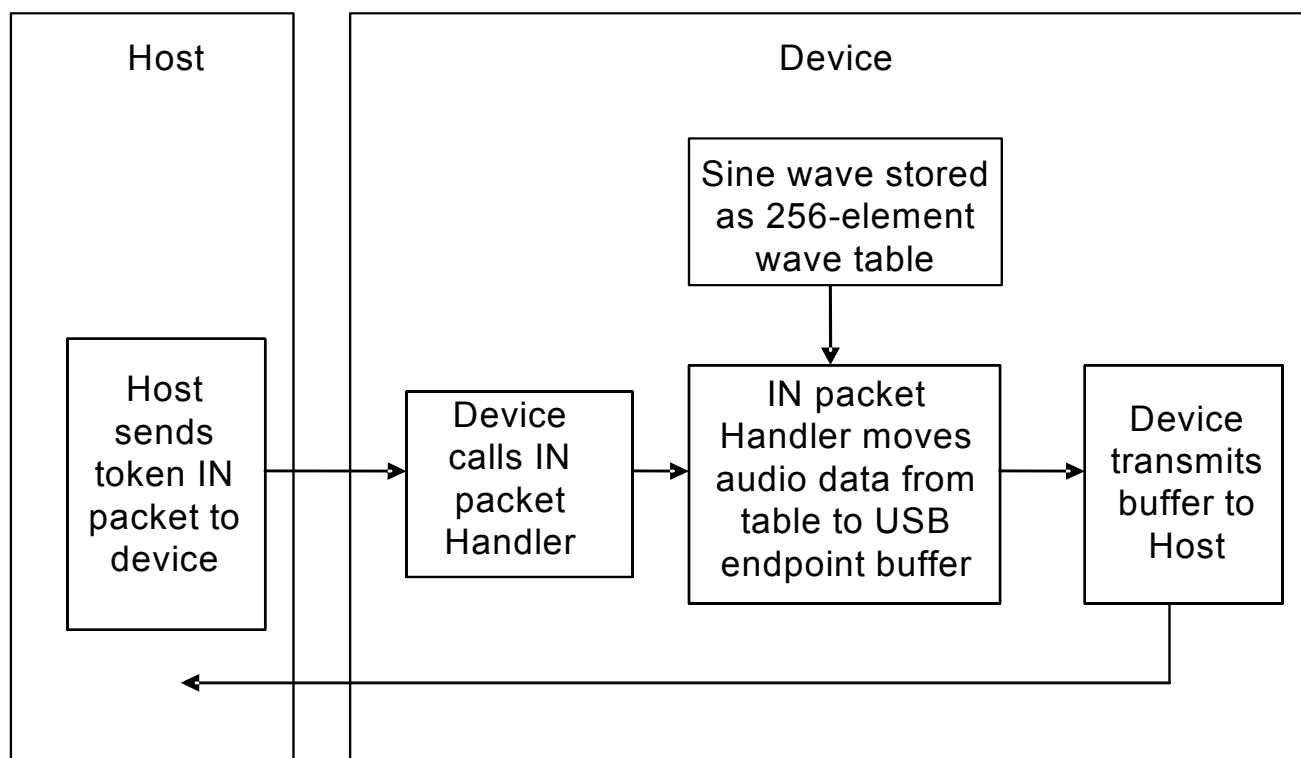 Host
Device
Sine wave stored
as 256-element
wave table
Host
sends
token IN
packet to
device
Device
calls IN
packet
Handler
IN packet
Handler moves
audio data from
table to USB
endpoint buffer
Device
transmits
buffer to
Host